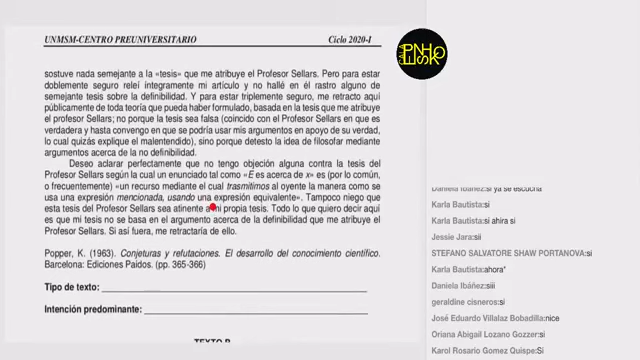 UNMSM-CENTRO PREUNIVERSITARIO Ciclo 2020-I
sostuve nada semejante a la «tesis» que me atribuye el Profesor Sellars. Pero para estar
doblemente seguro releí íntegramente mi artículo y no hallé en él rastro alguno de
semejante tesis sobre la definibilidad. Y para estar triplemente seguro, me retracto aquí
públicamente de toda teoría que pueda haber formulado, basada en la tesis que me atribuye
el profesor Sellars; no porque la tesis sea falsa (coincido con el Profesor Sellars en que es
verdadera y hasta convengo en que se podría usar mis argumentos en apoyo de su verdad,
lo cual quizás explique el malentendido), sino porque detesto la idea de filosofar mediante
argumentos acerca de la no definibilidad.
Deseo aclarar perfectamente que no tengo objeción alguna contra la tesis del
Profesor Sellars según la cual un enunciado tal como «E es acerca de x» es (por lo común,
o frecuentemente) «un recurso mediante el cual trasmitimos al oyente la manera como se
usa una expresión mencionada, usando una expresión equivalente». Tampoco niego que
esta tesis del Profesor Sellars sea atinente a mi propia tesis. Todo lo que quiero decir aquí
es que mi tesis no se basa en el argumento acerca de la definibilidad que me atribuye el
Profesor Sellars. Si así fuera, me retractaría de ello.
Popper, K. (1963). Conjeturas y refutaciones. El desarrollo del conocimiento científico.
Barcelona: Ediciones Paidos. (pp. 365-366)
Tipo de texto:
Intención predominante:
TEXTO B
Daniela Ibáñez:si ya se escucha
Karla Bautista:si
Karla Bautista:si ahira si
Jessie Jara:sii
STEFANO SALVATORE SHAW PORTANOVA:si
Karla Bautista:ahora*
Daniela Ibáñez:siii
geraldine cisneros:si
José Eduardo Villalaz Bobadilla:nice
Oriana Abigail Lozano Gozzer:si
Karol Rosario Gomez Quispe:Si